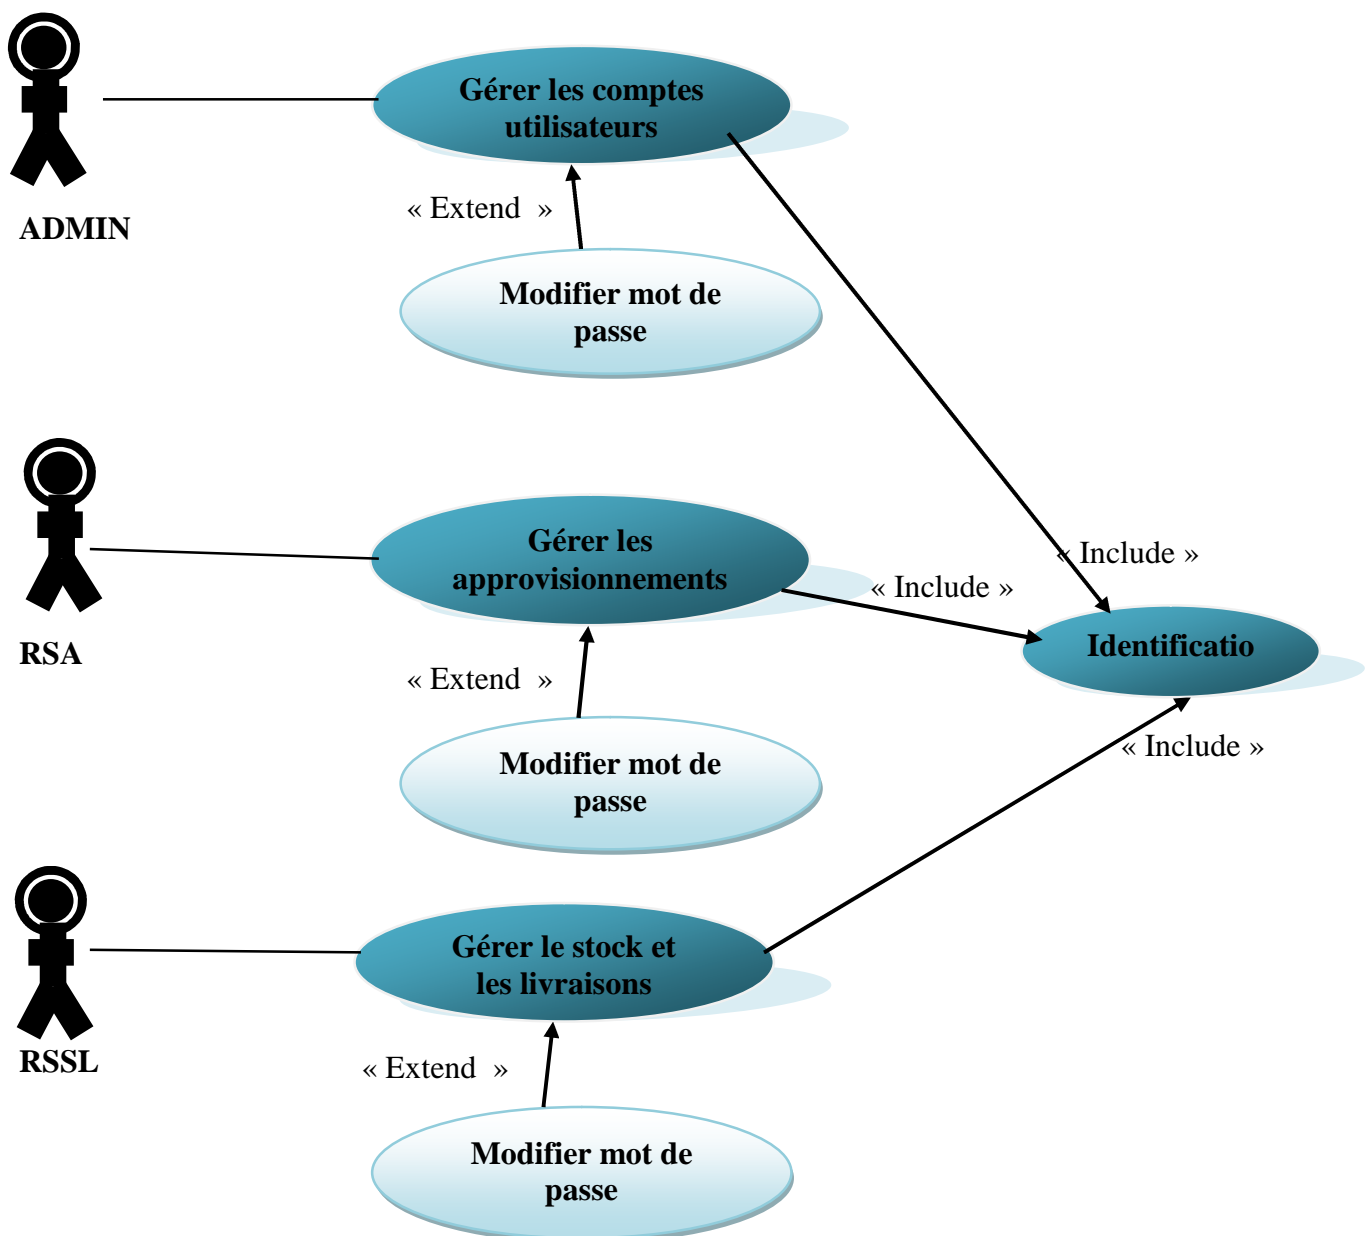 Gérer les comptes
utilisateurs
« Extend »
ADMIN
Modifier mot de
passe
Gérer les
approvisionnements
« Include »
« Include »
Identificatio
RSA
« Extend »
« Include »
Modifier mot de
passe
Gérer le stock et
les livraisons
RSSL
« Extend »
Modifier mot de
passe